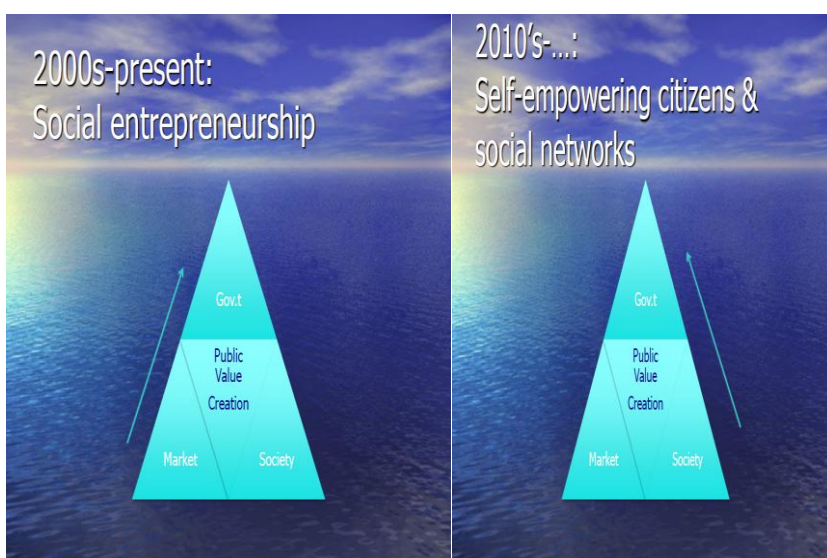 2000s-present:
Social entrepreneurship
Gov.t
Public
Value
Creation
Market
Society
2010's-...:
Self-empowering citizens &
social networks
Gov.t
Public
Value
Creation
Market
Society